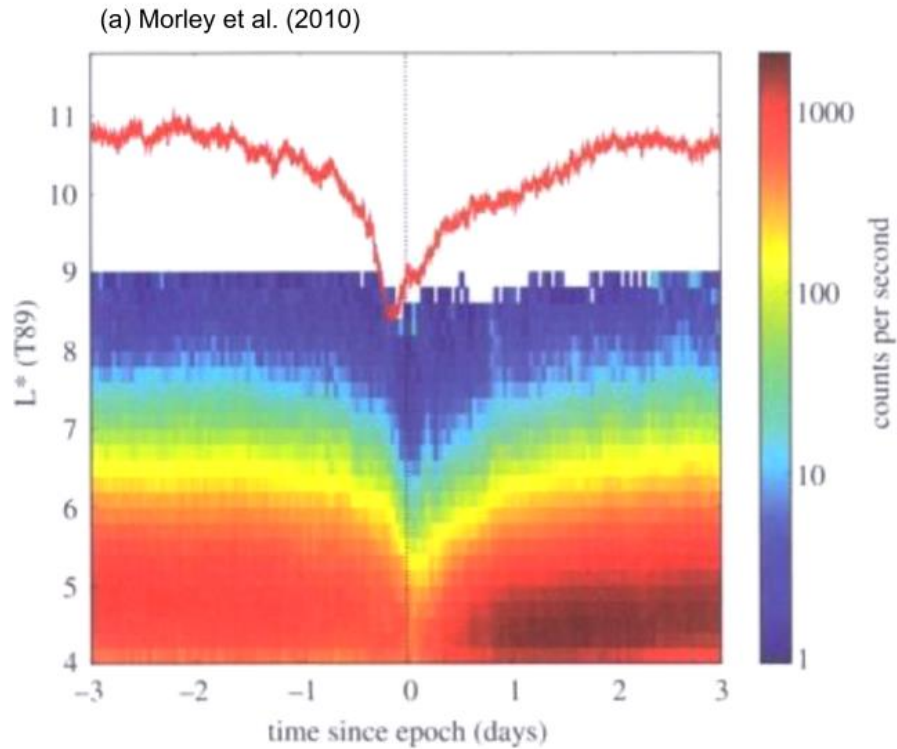 (a) Morley et al. (2010)
11
10
9
8
7
6
5
4
L* (T89)
−3 −2 −1 0 1 2 3
time since epoch (days)
1000
100
10
1
counts per second